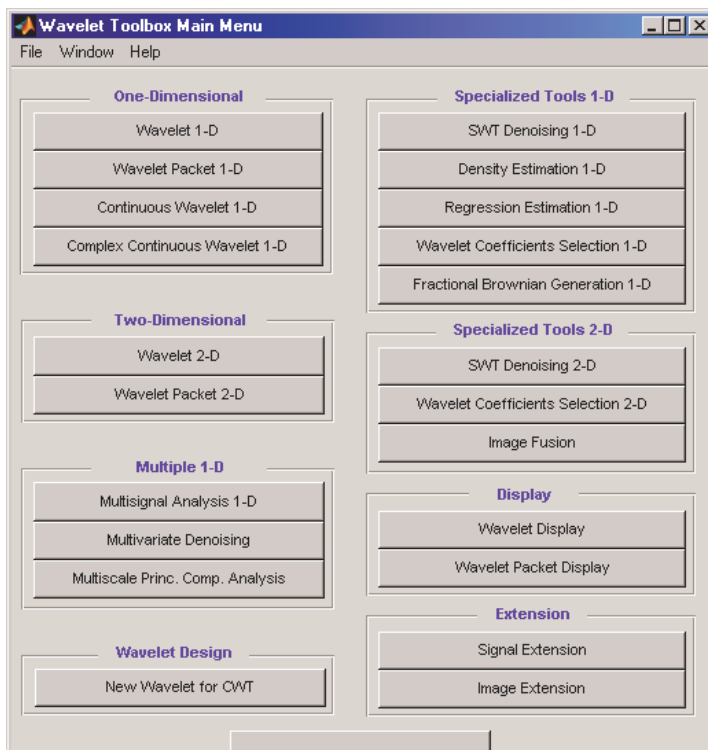 Wavelet Toolbox Main Menu
File Window Help
One-Dimensional
Wavelet 1-D
Wavelet Packet 1-D
Continuous Wavelet 1-D
Complex Continuous Wavelet 1-D
Two-Dimensional
Wavelet 2-D
Wavelet Packet 2-D
Multiple 1-D
Multisignal Analysis 1-D
Multivariate Denoising
Multiscale Princ. Comp. Analysis
Wavelet Design
New Wavelet for CWT
Specialized Tools 1-D
SWT Denoising 1-D
Density Estimation 1-D
Regression Estimation 1-D
Wavelet Coefficients Selection 1-D
Fractional Brownian Generation 1-D
Specialized Tools 2-D
SWT Denoising 2-D
Wavelet Coefficients Selection 2-D
Image Fusion
Display
Wavelet Display
Wavelet Packet Display
Extension
Signal Extension
Image Extension